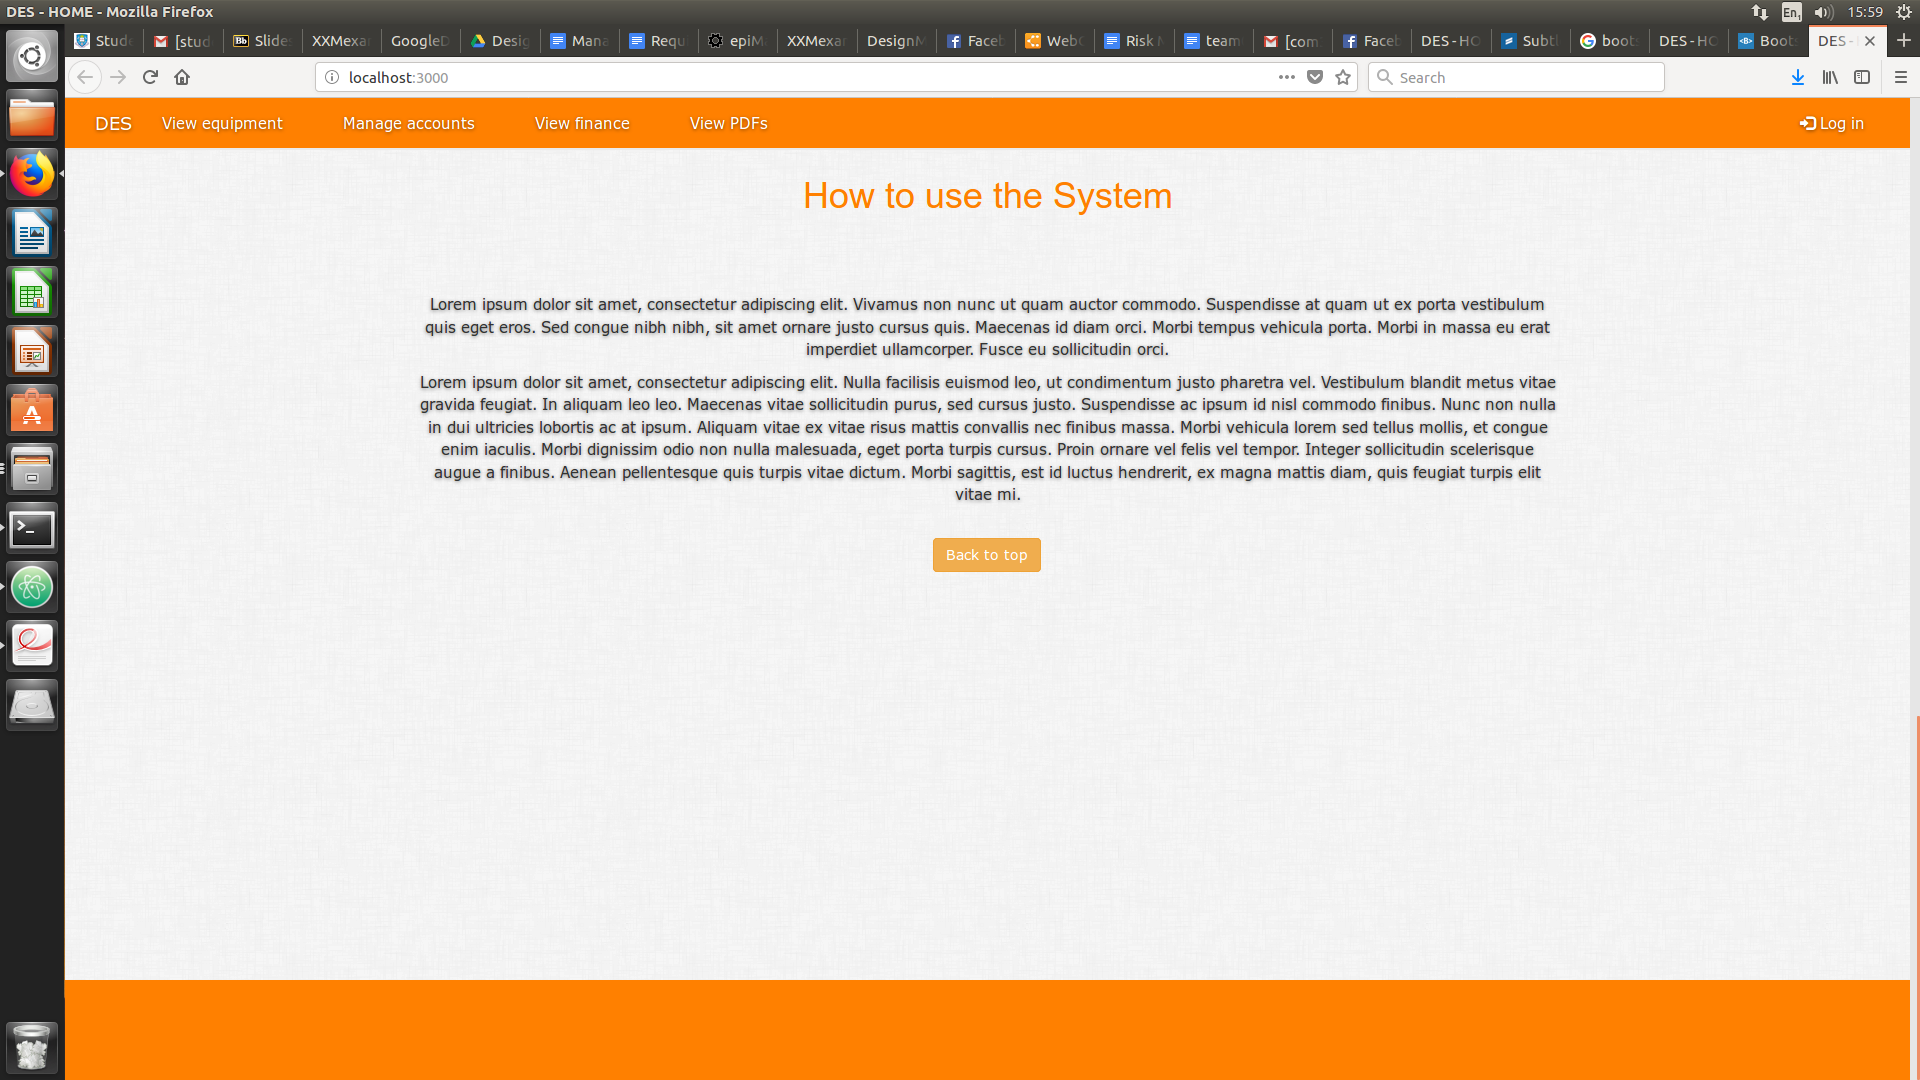 DES - HOME - Mozilla Firefox
En1
15:59
Stud
[stud
Bb Slide
XXMexa
GoogleD
Desig
Mana
Requ
epiM
XXMexa
DesignM
Faceb
WebG
Risk M
team
[com
Faceb
DES - HO
Subtl
boots
DES - HO
<B> Boots
DES -
localhost:3000
Search
DES
View equipment
Manage accounts
View finance
View PDFs
Log in
How to use the System
Lorem ipsum dolor sit amet, consectetur adipiscing elit. Vivamus non nunc ut quam auctor commodo. Suspendisse at quam ut ex porta vestibulum
quis eget eros. Sed congue nibh nibh, sit amet ornare justo cursus quis. Maecenas id diam orci. Morbi tempus vehicula porta. Morbi in massa eu erat
imperdiet ullamcorper. Fusce eu sollicitudin orci.
Lorem ipsum dolor sit amet, consectetur adipiscing elit. Nulla facilisis euismod leo, ut condimentum justo pharetra vel. Vestibulum blandit metus vitae
gravida feugiat. In aliquam leo leo. Maecenas vitae sollicitudin purus, sed cursus justo. Suspendisse ac ipsum id nisl commodo finibus. Nunc non nulla
in dui ultricies lobortis ac at ipsum. Aliquam vitae ex vitae risus mattis convallis nec finibus massa. Morbi vehicula lorem sed tellus mollis, et congue
enim iaculis. Morbi dignissim odio non nulla malesuada, eget porta turpis cursus. Proin ornare vel felis vel tempor. Integer sollicitudin scelerisque
augue a finibus. Aenean pellentesque quis turpis vitae dictum. Morbi sagittis, est id luctus hendrerit, ex magna mattis diam, quis feugiat turpis elit
vitae mi.
Back to top